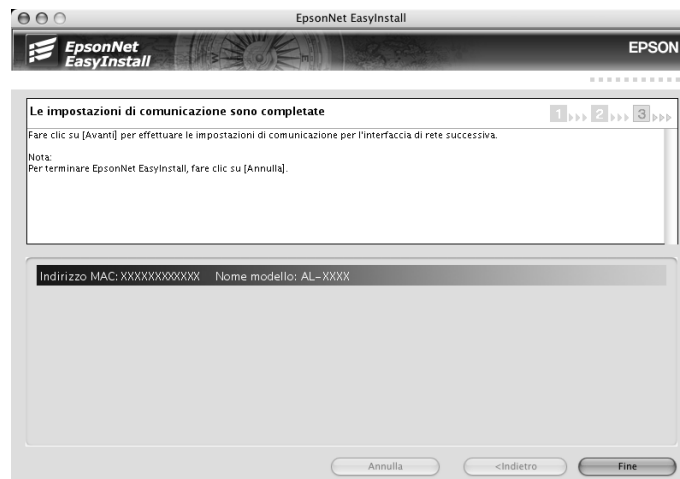 EpsonNet EasyInstall
EpsonNet
EasyInstall
EPSON
Le impostazioni di comunicazione sono completate
1 2 3
Fare clic su [Avanti] per effettuare le impostazioni di comunicazione per l'interfaccia di rete successiva.
Nota:
Per terminare EpsonNet EasyInstall, fare clic su [Annulla].
Indirizzo MAC: XXXXXXXXXXXX Nome modello: AL-XXXX
Annulla <Indietro Fine